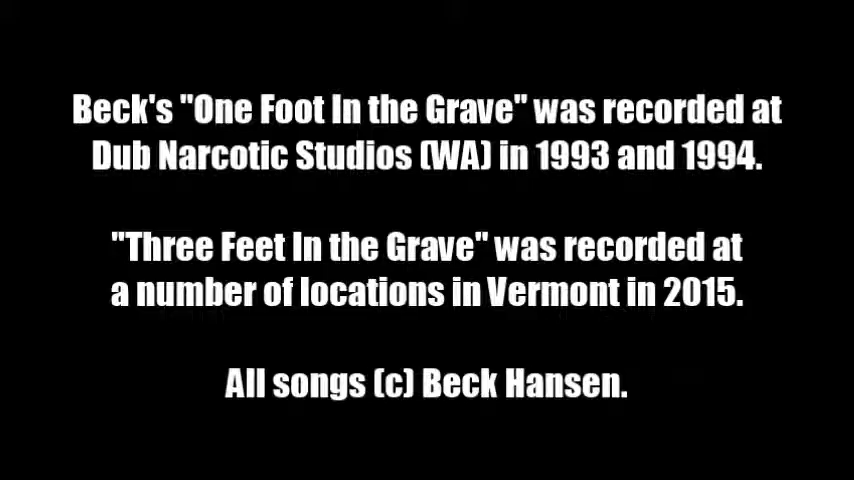 Beck's "One Foot In the Grave" was recorded at
Dub Narcotic Studios (WA) in 1993 and 1994.
"Three Feet In the Grave" was recorded at
a number of locations in Vermont in 2015.
All songs (c) Beck Hansen.